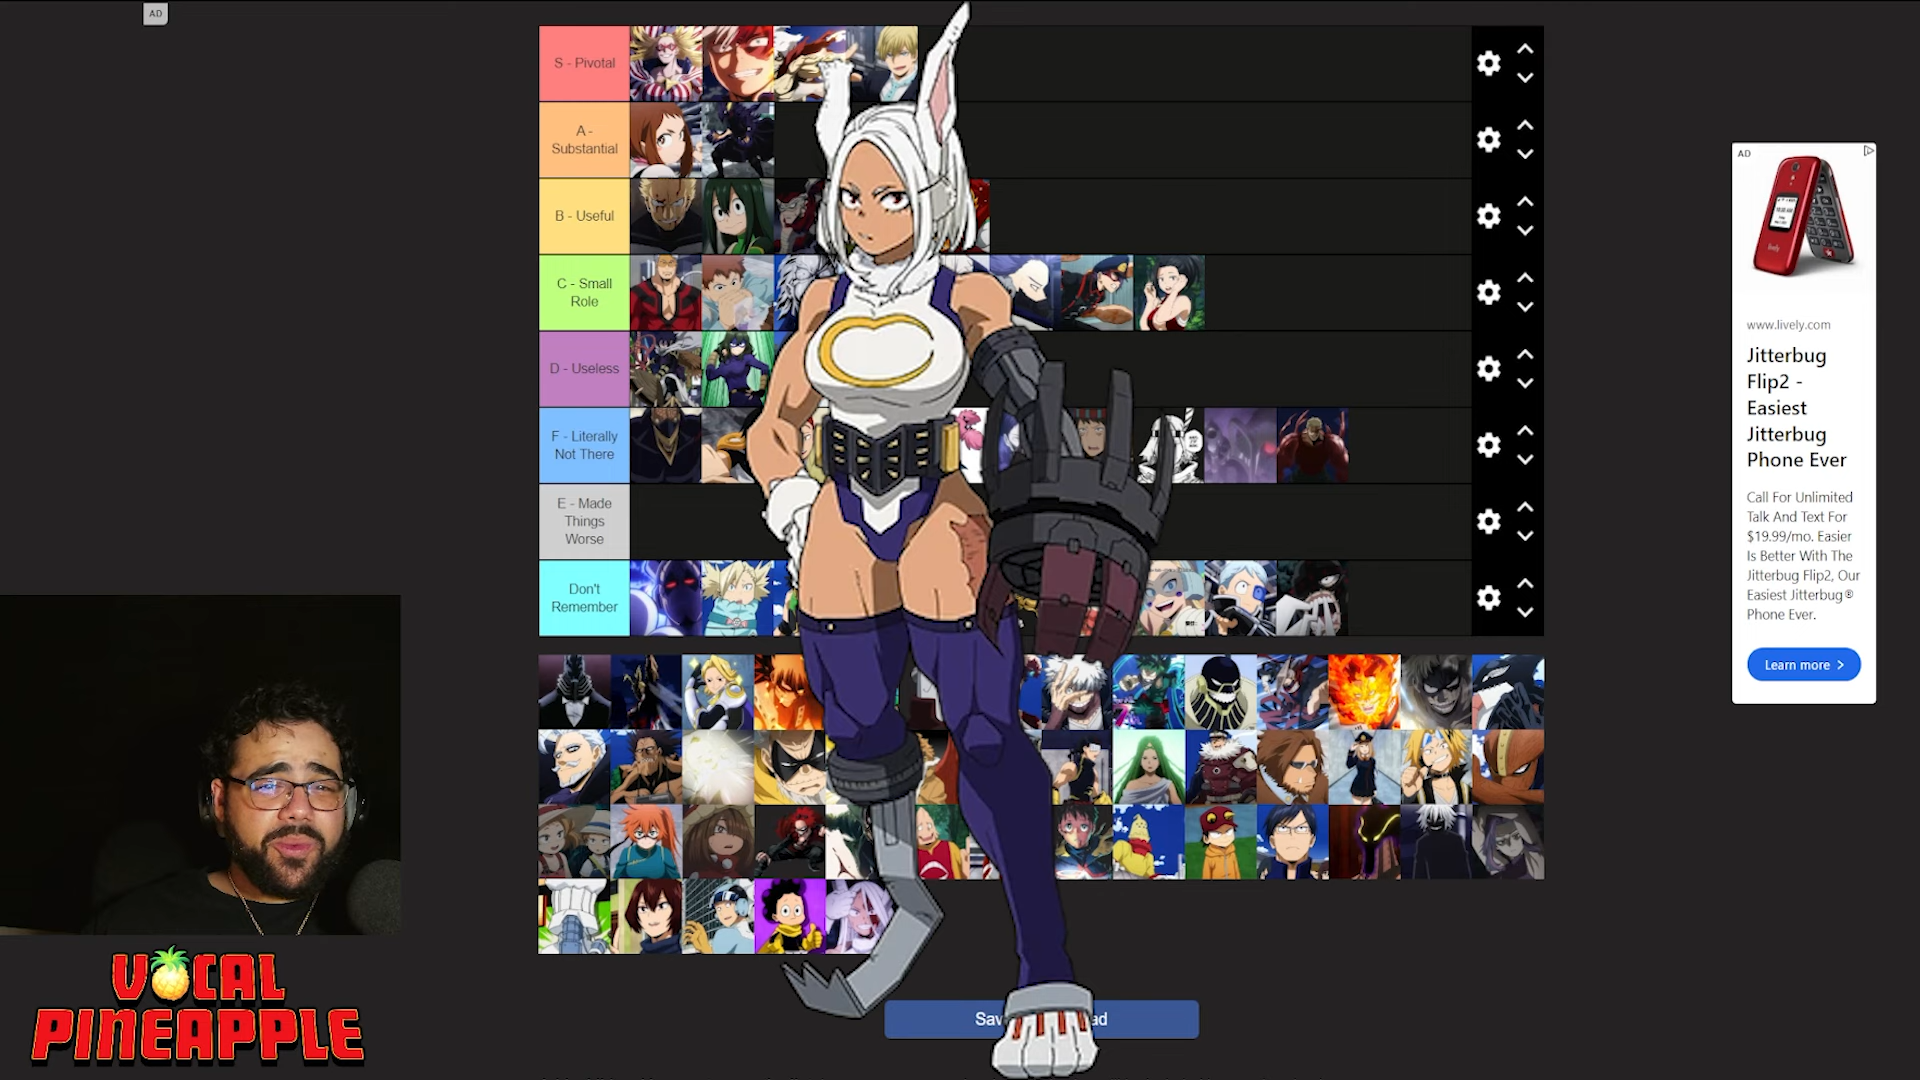 AD
S - Pivotal
A -
Substantial
B - Useful
C - Small
Role
D - Useless
F - Literally
Not There
E - Made
Things
Worse
Don't
Remember
AD
www.lively.com
Jitterbug
Flip2 -
Easiest
Jitterbug
Phone Ever
Call For Unlimited
Talk And Text For
$19.99/mo. Easier
Is Better With The
Jitterbug Flip2, Our
Easiest Jitterbug®
Phone Ever.
Learn more
VOCAL
PINEAPPLE